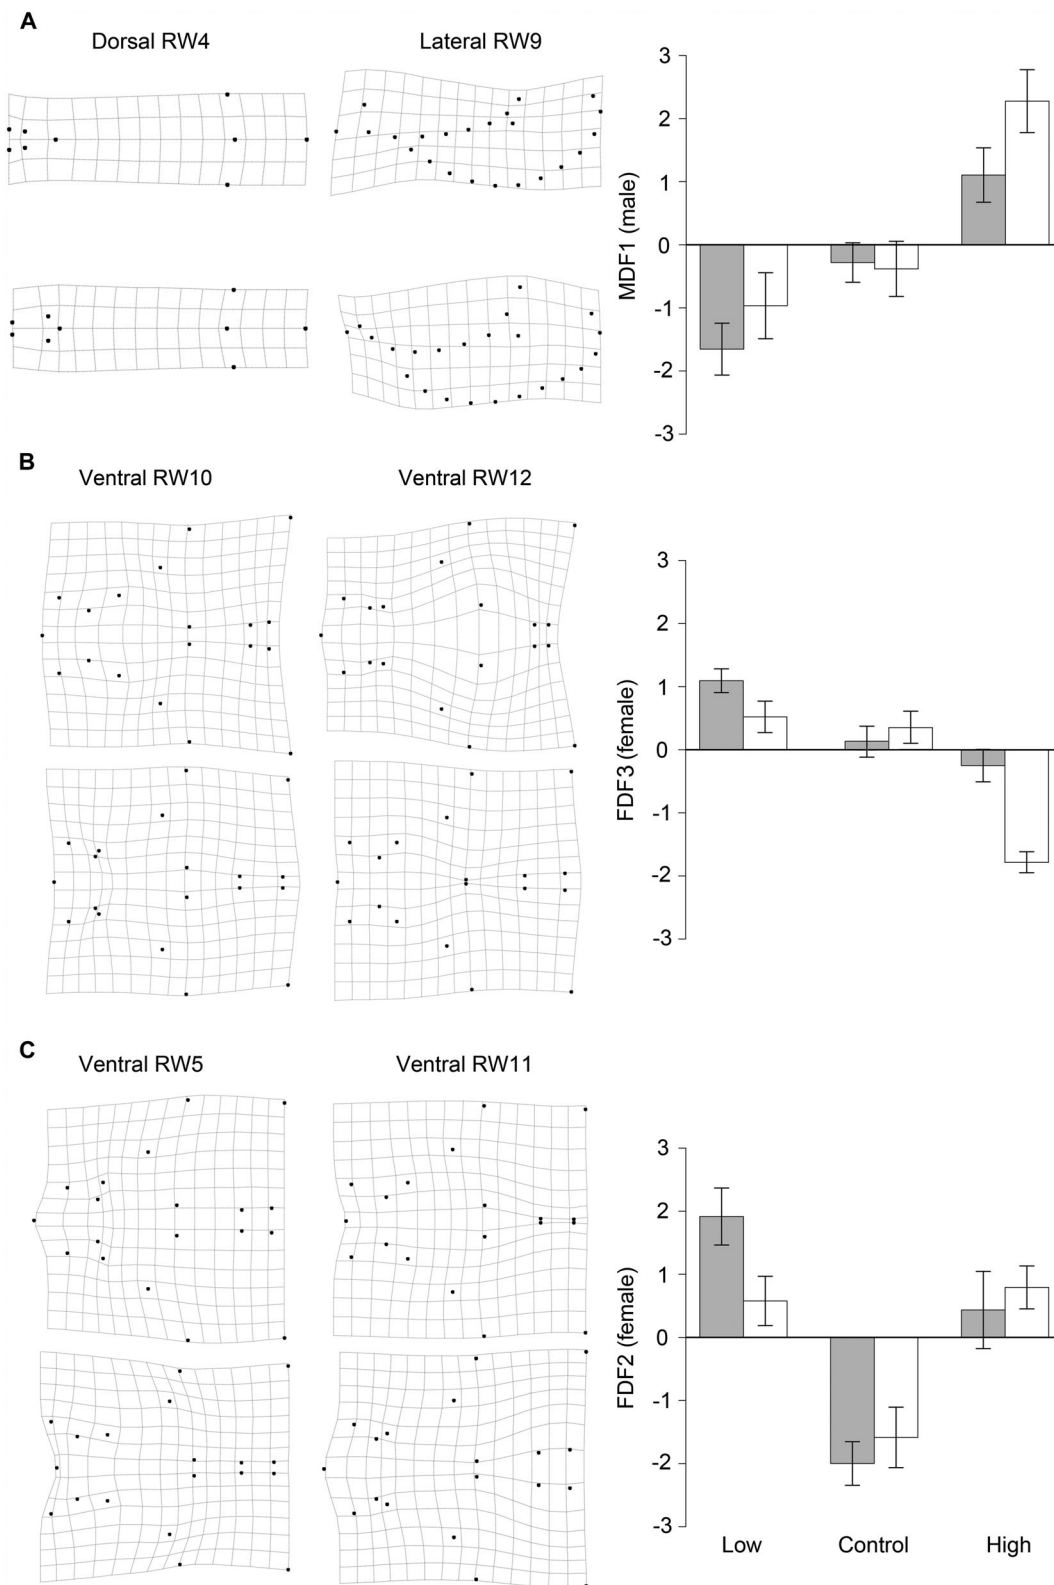 A
Dorsal RW4
Lateral RW9
3
2
1
0
-1
-2
-3
MDF1 (male)
B
Ventral RW10
Ventral RW12
3
2
1
0
-1
-2
-3
FDF3 (female)
C
Ventral RW5
Ventral RW11
3
2
1
0
-1
-2
-3
FDF2 (female)
Low
Control
High